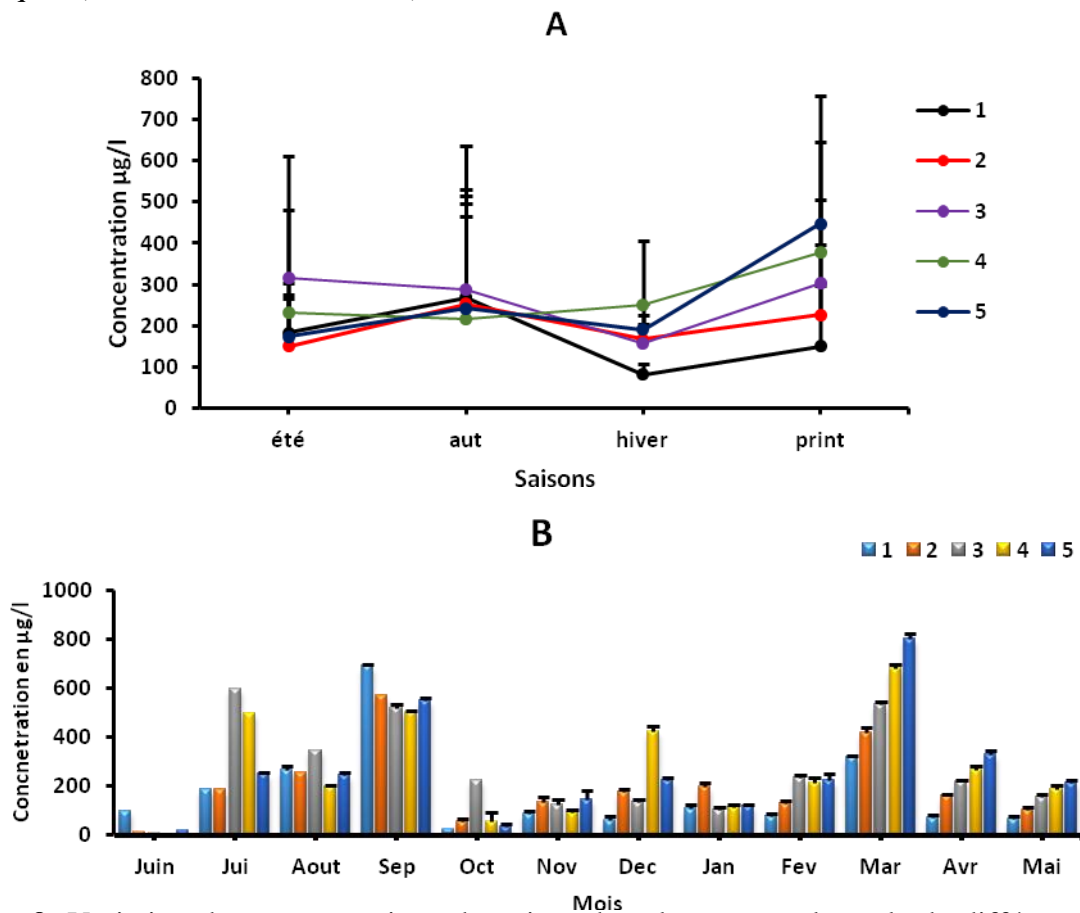 A
800
700
600
500
400
300
200
100
0
Concentration µg/l
été aut hiver print
Saisons
1
2
3
4
5
B
1 2 3 4 5
1000
800
600
400
200
0
Concnetration en µg/l
Juin Jui Aout Sep Oct Nov Dec Jan Fev Mar Avr Mai
Mois